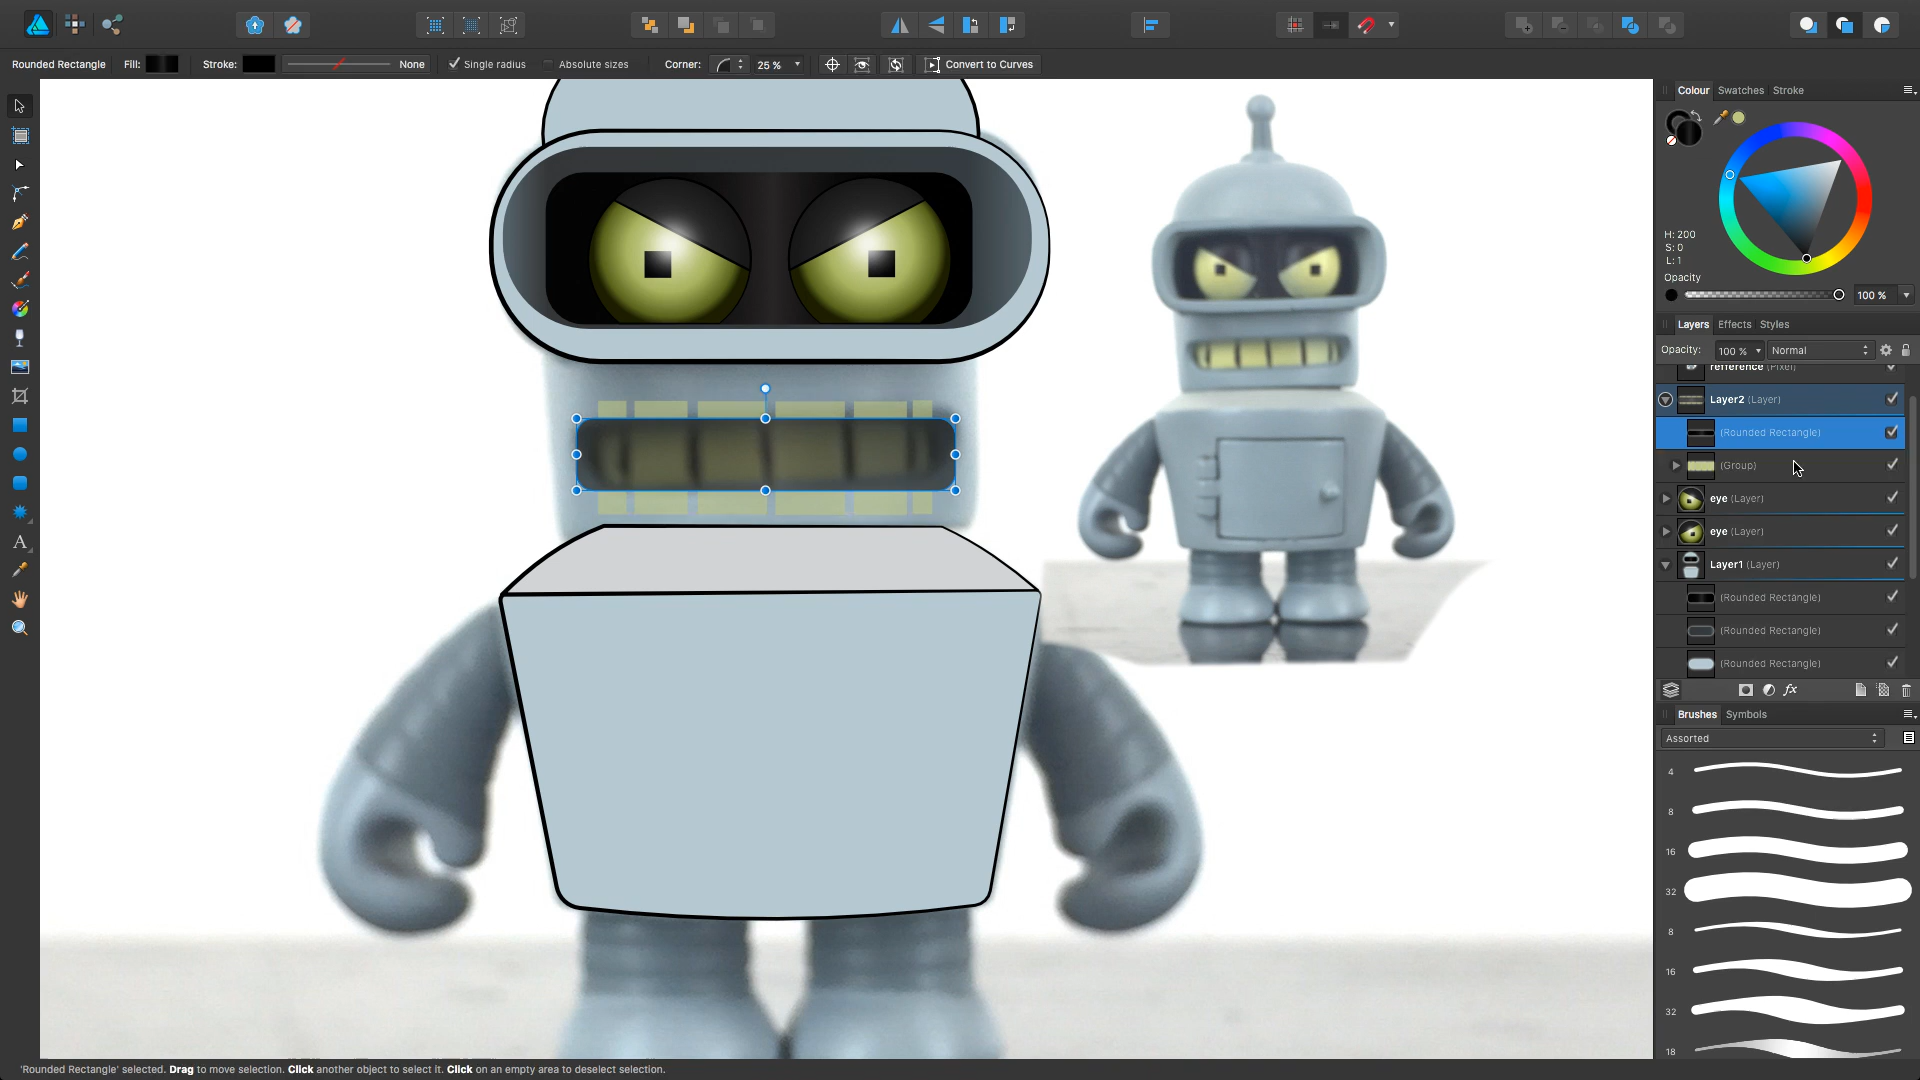 Rounded Rectangle Fill: Stroke: None Single radius Absolute sizes Corner: 25 % Convert to Curves
Colour Swatches Stroke
H: 200
S: 0
L: 1
Opacity
100 %
Layers Effects Styles
Opacity: 100 % Normal
refference (Pixel)
Layer2 (Layer)
(Rounded Rectangle)
(Group)
eye (Layer)
eye (Layer)
Layer1 (Layer)
(Rounded Rectangle)
(Rounded Rectangle)
(Rounded Rectangle)
fx
Brushes Symbols
Assorted
4
8
16
32
8
16
32
18
A
'Rounded Rectangle' selected. Drag to move selection. Click another object to select it. Click on an empty area to deselect selection.